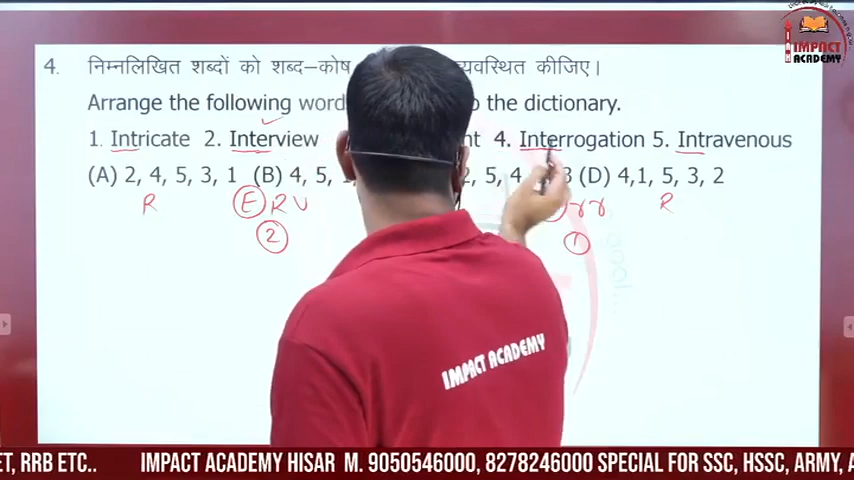 IMPACT
ACADEMY
4. निम्नलिखित शब्दों को शब्द–कोष व्यवस्थित कीजिए।
Arrange the following word to the dictionary.
1. Intricate 2. Interview nt 4. Interrogation 5. Intravenous
(A) 2, 4, 5, 3, 1 (B) 4, 5, 2, 5, 4 3 (D) 4,1, 5, 3, 2
R E R V r r R
2 1
IMPACT ACADEMY
ET, RRB ETC.. IMPACT ACADEMY HISAR M. 9050546000, 8278246000 SPECIAL FOR SSC, HSSC, ARMY, A